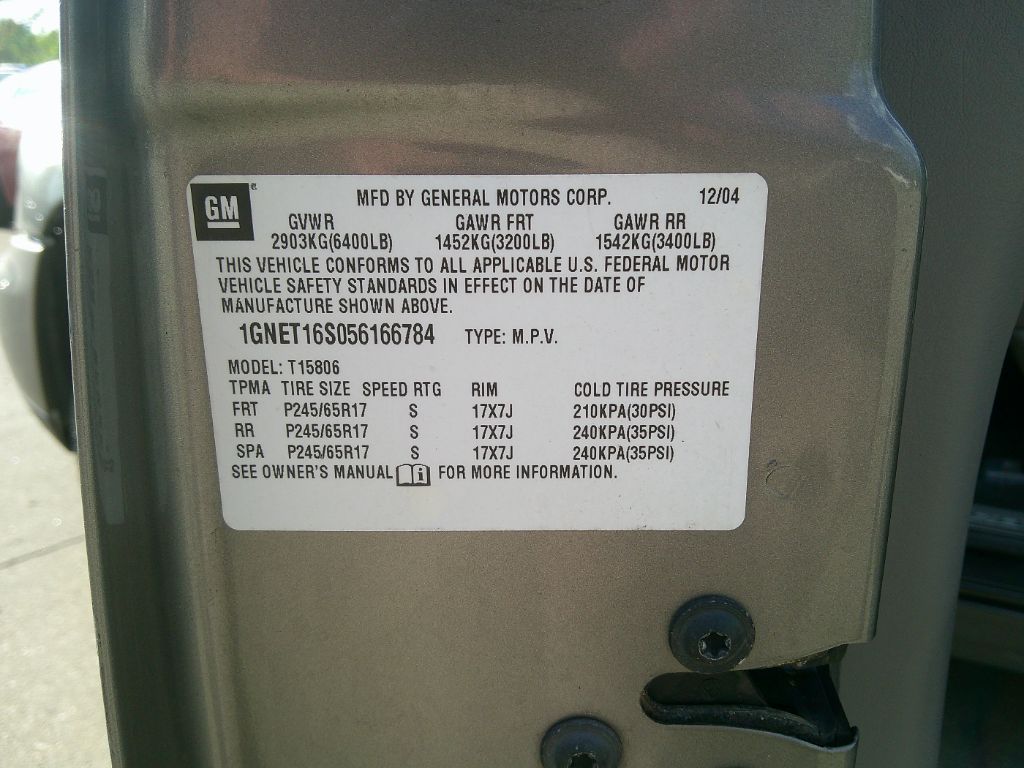 GM
MFD BY GENERAL MOTORS CORP. 12/04
GVWR GAWR FRT GAWR RR
2903KG(6400LB) 1452KG(3200LB) 1542KG(3400LB)
THIS VEHICLE CONFORMS TO ALL APPLICABLE U.S. FEDERAL MOTOR
VEHICLE SAFETY STANDARDS IN EFFECT ON THE DATE OF
MANUFACTURE SHOWN ABOVE.
1GNET16S056166784 TYPE: M.P.V.
MODEL: T15806
TPMA TIRE SIZE SPEED RTG RIM COLD TIRE PRESSURE
FRT P245/65R17 S 17X7J 210KPA(30PSI)
RR P245/65R17 S 17X7J 240KPA(35PSI)
SPA P245/65R17 S 17X7J 240KPA(35PSI)
SEE OWNER'S MANUAL i FOR MORE INFORMATION.